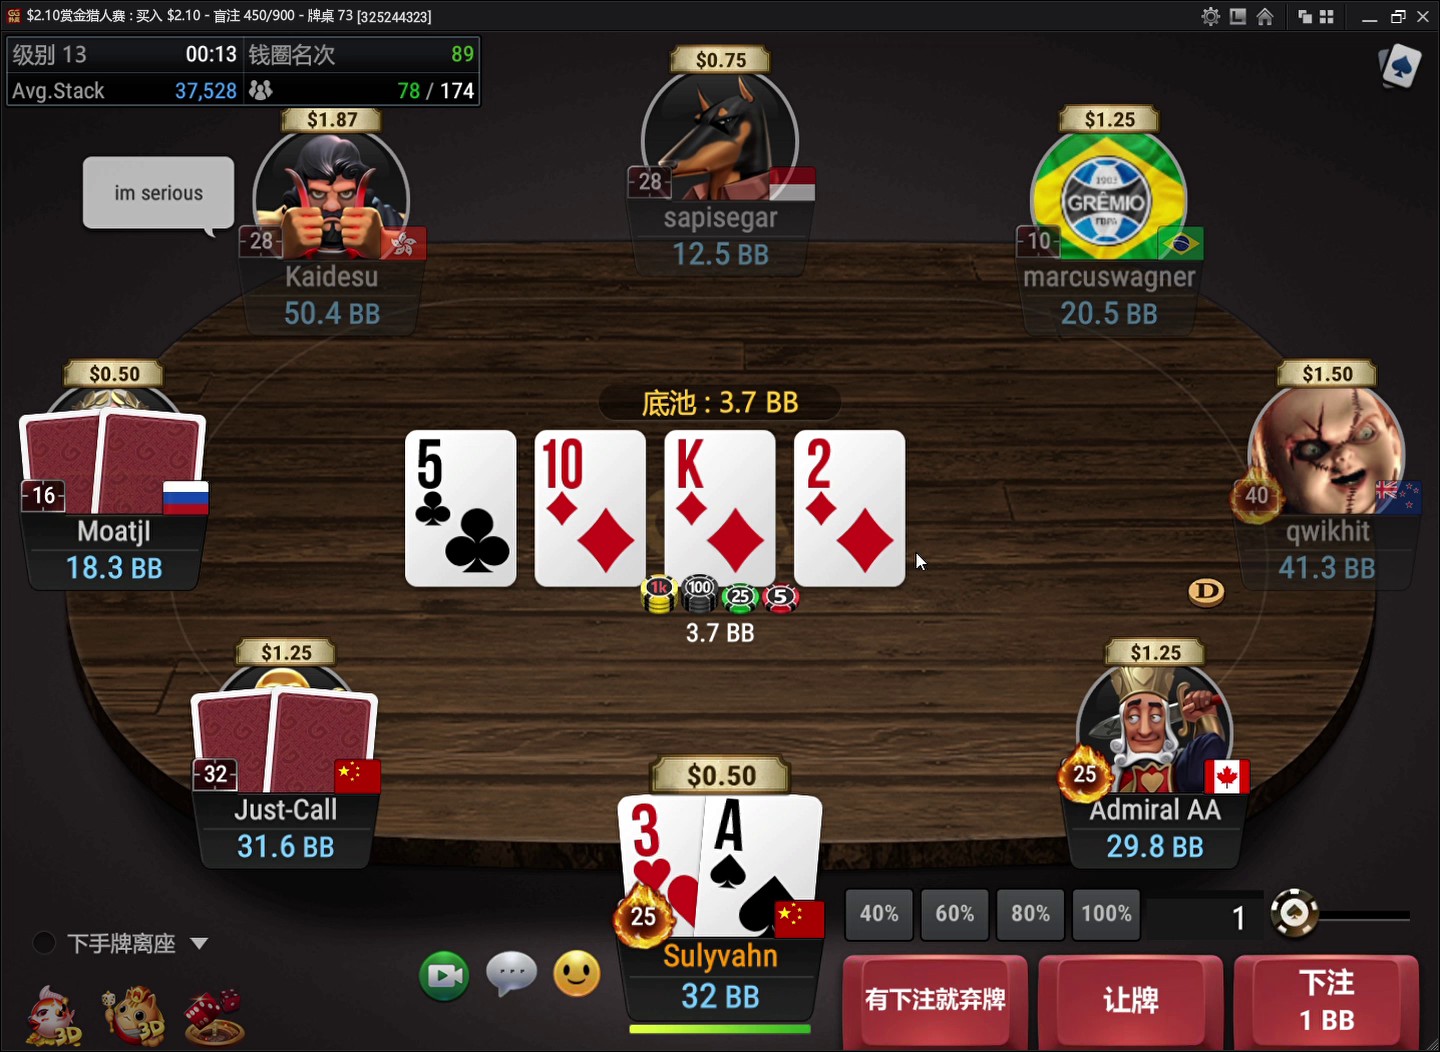 $2.10赏金猎人赛 : 买入 $2.10 - 盲注 450/900 - 牌桌 73 [325244323]
级别 13 00:13 钱圈名次 89
Avg.Stack 37,528 78 / 174
$0.75
28
sapisegar
12.5 BB
$1.87
im serious
28
Kaidesu
50.4 BB
$1.25
1903
GRÊMIO
FBPA
10
marcuswagner
20.5 BB
$0.50
16
Moatjl
18.3 BB
底池 : 3.7 BB
5 10 K 2
1k 100 25 5
3.7 BB
$1.50
40
qwikhit
41.3 BB
D
$1.25
32
Just-Call
31.6 BB
$1.25
25
Admiral AA
29.8 BB
$0.50
3 A
25
Sulyvahn
32 BB
40% 60% 80% 100% 1
下手牌离座
3D 3D
有下注就弃牌
让牌
下注
1 BB